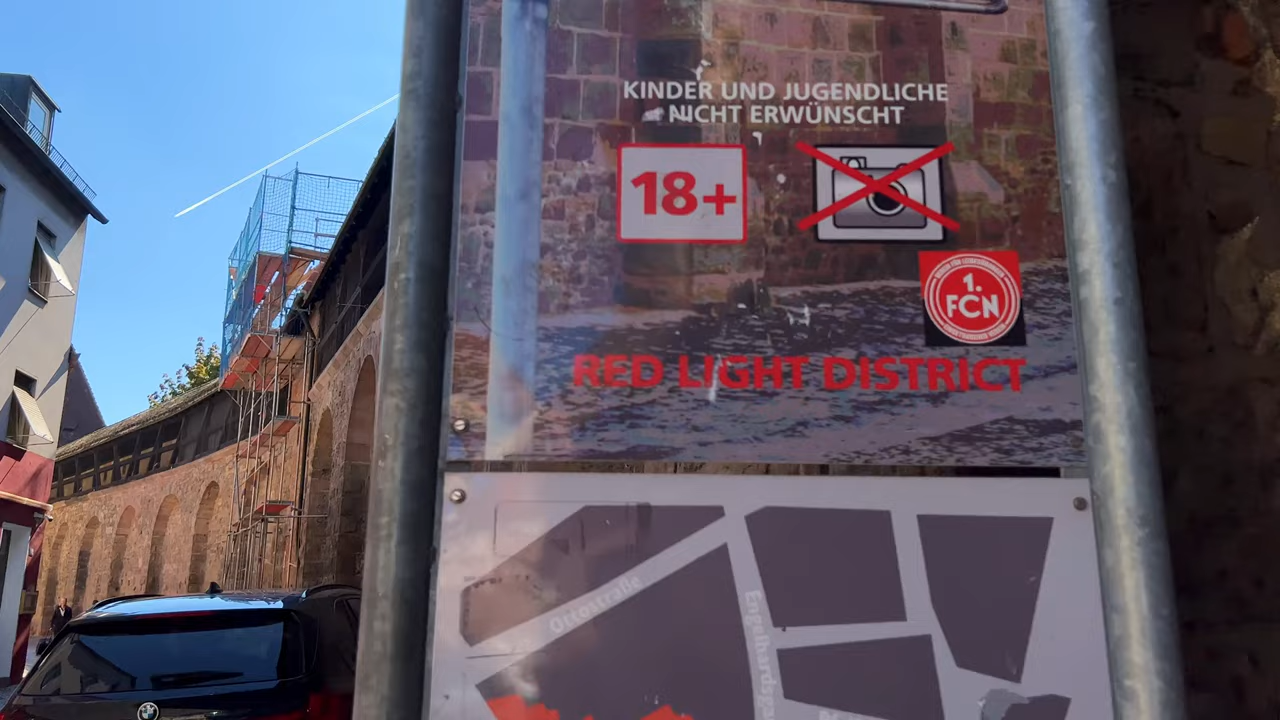 KINDER UND JUGENDLICHE
NICHT ERWÜNSCHT
18+
1.
FCN
RED LIGHT DISTRICT
Ottostraße